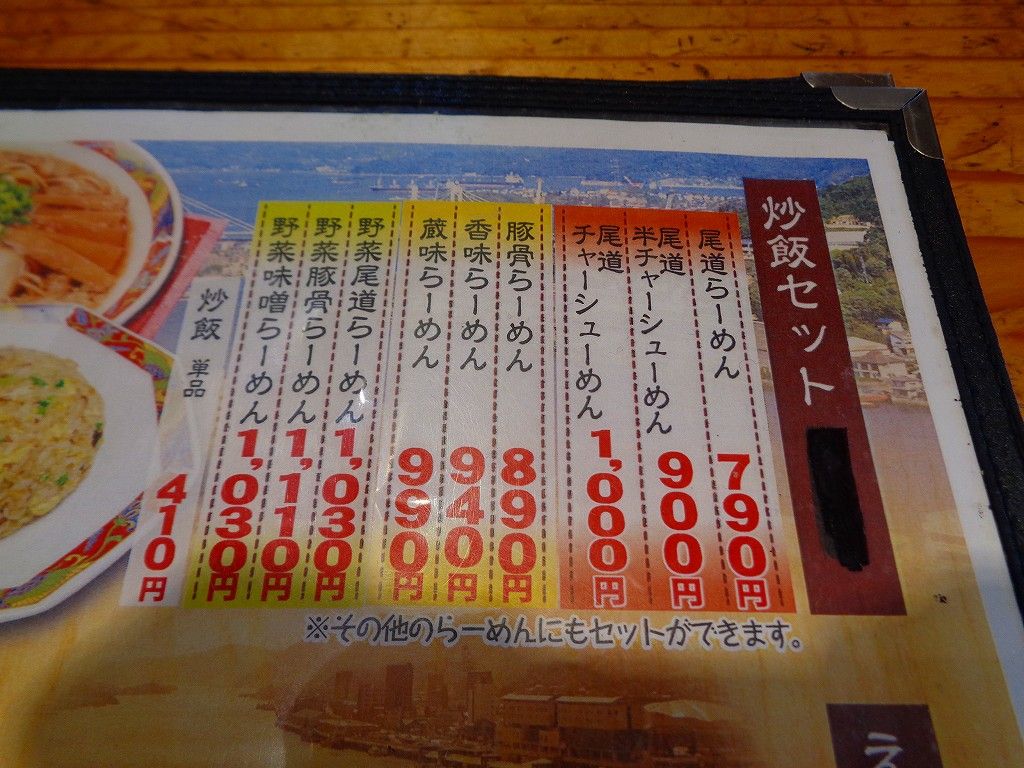 炒飯セット
尾道らーめん 790円
尾道
半チャーシューめん 900円
尾道
チャーシューめん 1,000円
豚骨らーめん 890円
香味らーめん 940円
蔵味らーめん 990円
野菜尾道らーめん 1,030円
野菜豚骨らーめん 1,110円
野菜味噌らーめん 1,030円
炒飯 単品 410円
※その他のらーめんにもセットができます。
え